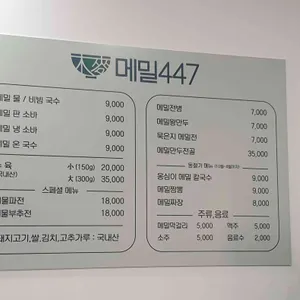 메밀447
밀 물 / 비빔 국수 9,000
밀 판 소바 9,000
밀 냉 소바 9,000
밀 온 국수 9,000
육 小 (150g) 20,000
大 (300g) 35,000
스페셜 메뉴
물파전 18,000
물부추전 18,000
돼지고기,쌀,김치,고추가루 : 국내산
메밀전병 7,000
메밀왕만두 7,000
묵은지 메밀전 7,000
메밀만두전골 35,000
옹심이 메밀 칼국수 9,000
메밀짬뽕 9,000
메밀짜장 8,000
주류,음료
메밀막걸리 5,000 맥주 5,000
소주 5,000 음료수 2,000